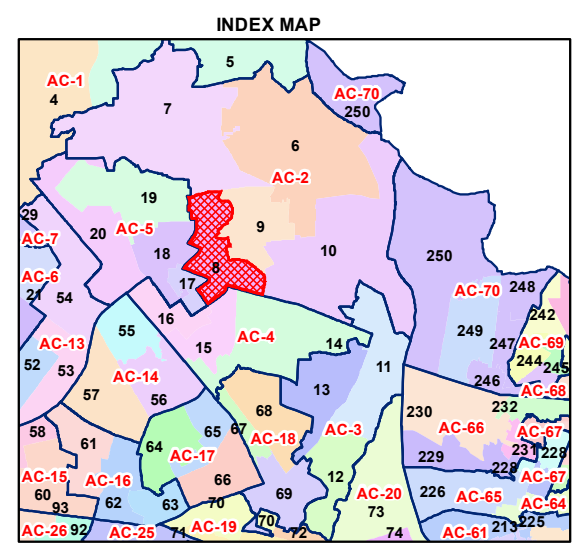 INDEX MAP
5
AC-1
4
AC-70
250
7
6
AC-2
19
29
20
AC-5
9
AC-7
18
10
250
AC-6
8
17
21
54
AC-70
248
16
242
55
249
AC-13
15
AC-4
14
247
AC-69
52
53
11
244
245
AC-14
57
56
13
246
AC-68
68
230
232
58
61
64
65
67
AC-18
AC-3
AC-66
AC-67
AC-17
231
228
229
228
AC-15
AC-16
66
12
AC-67
60
93
62
63
70
69
AC-20
226
AC-65
AC-64
73
AC-26
92
AC-25
71
AC-19
70
72
74
AC-61
213
225